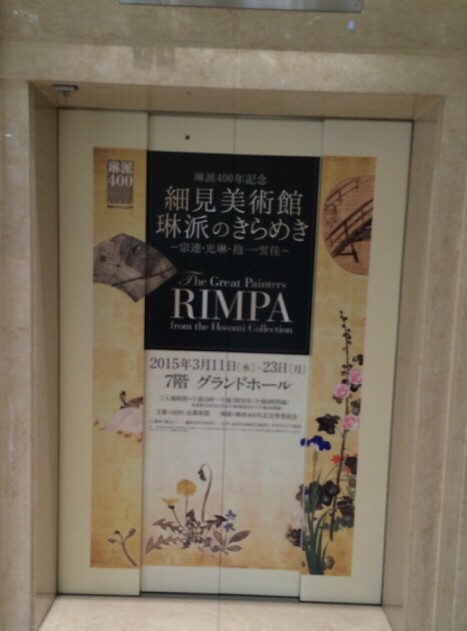 琳派
400
琳派400年記念
細見美術館
琳派のきらめき
―宗達・光琳・抱一・雪佳―
The Great Painters
RIMPA
from the Hosomi Collection
2015年3月11日[水]―23日[月]
7階 グランドホール